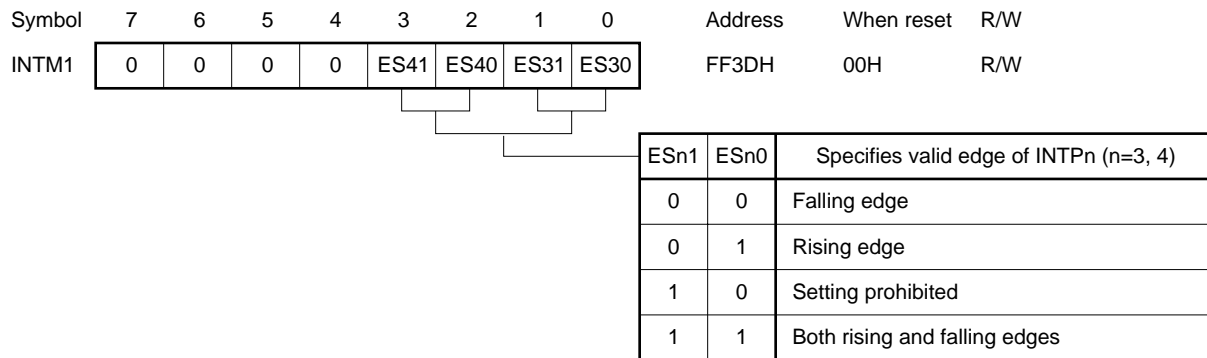 Symbol 7 6 5 4 3 2 1 0 Address When reset R/W
INTM1 0 0 0 0 ES41 ES40 ES31 ES30 FF3DH 00H R/W
ESn1 ESn0 Specifies valid edge of INTPn (n=3, 4)
0 0 Falling edge
0 1 Rising edge
1 0 Setting prohibited
1 1 Both rising and falling edges